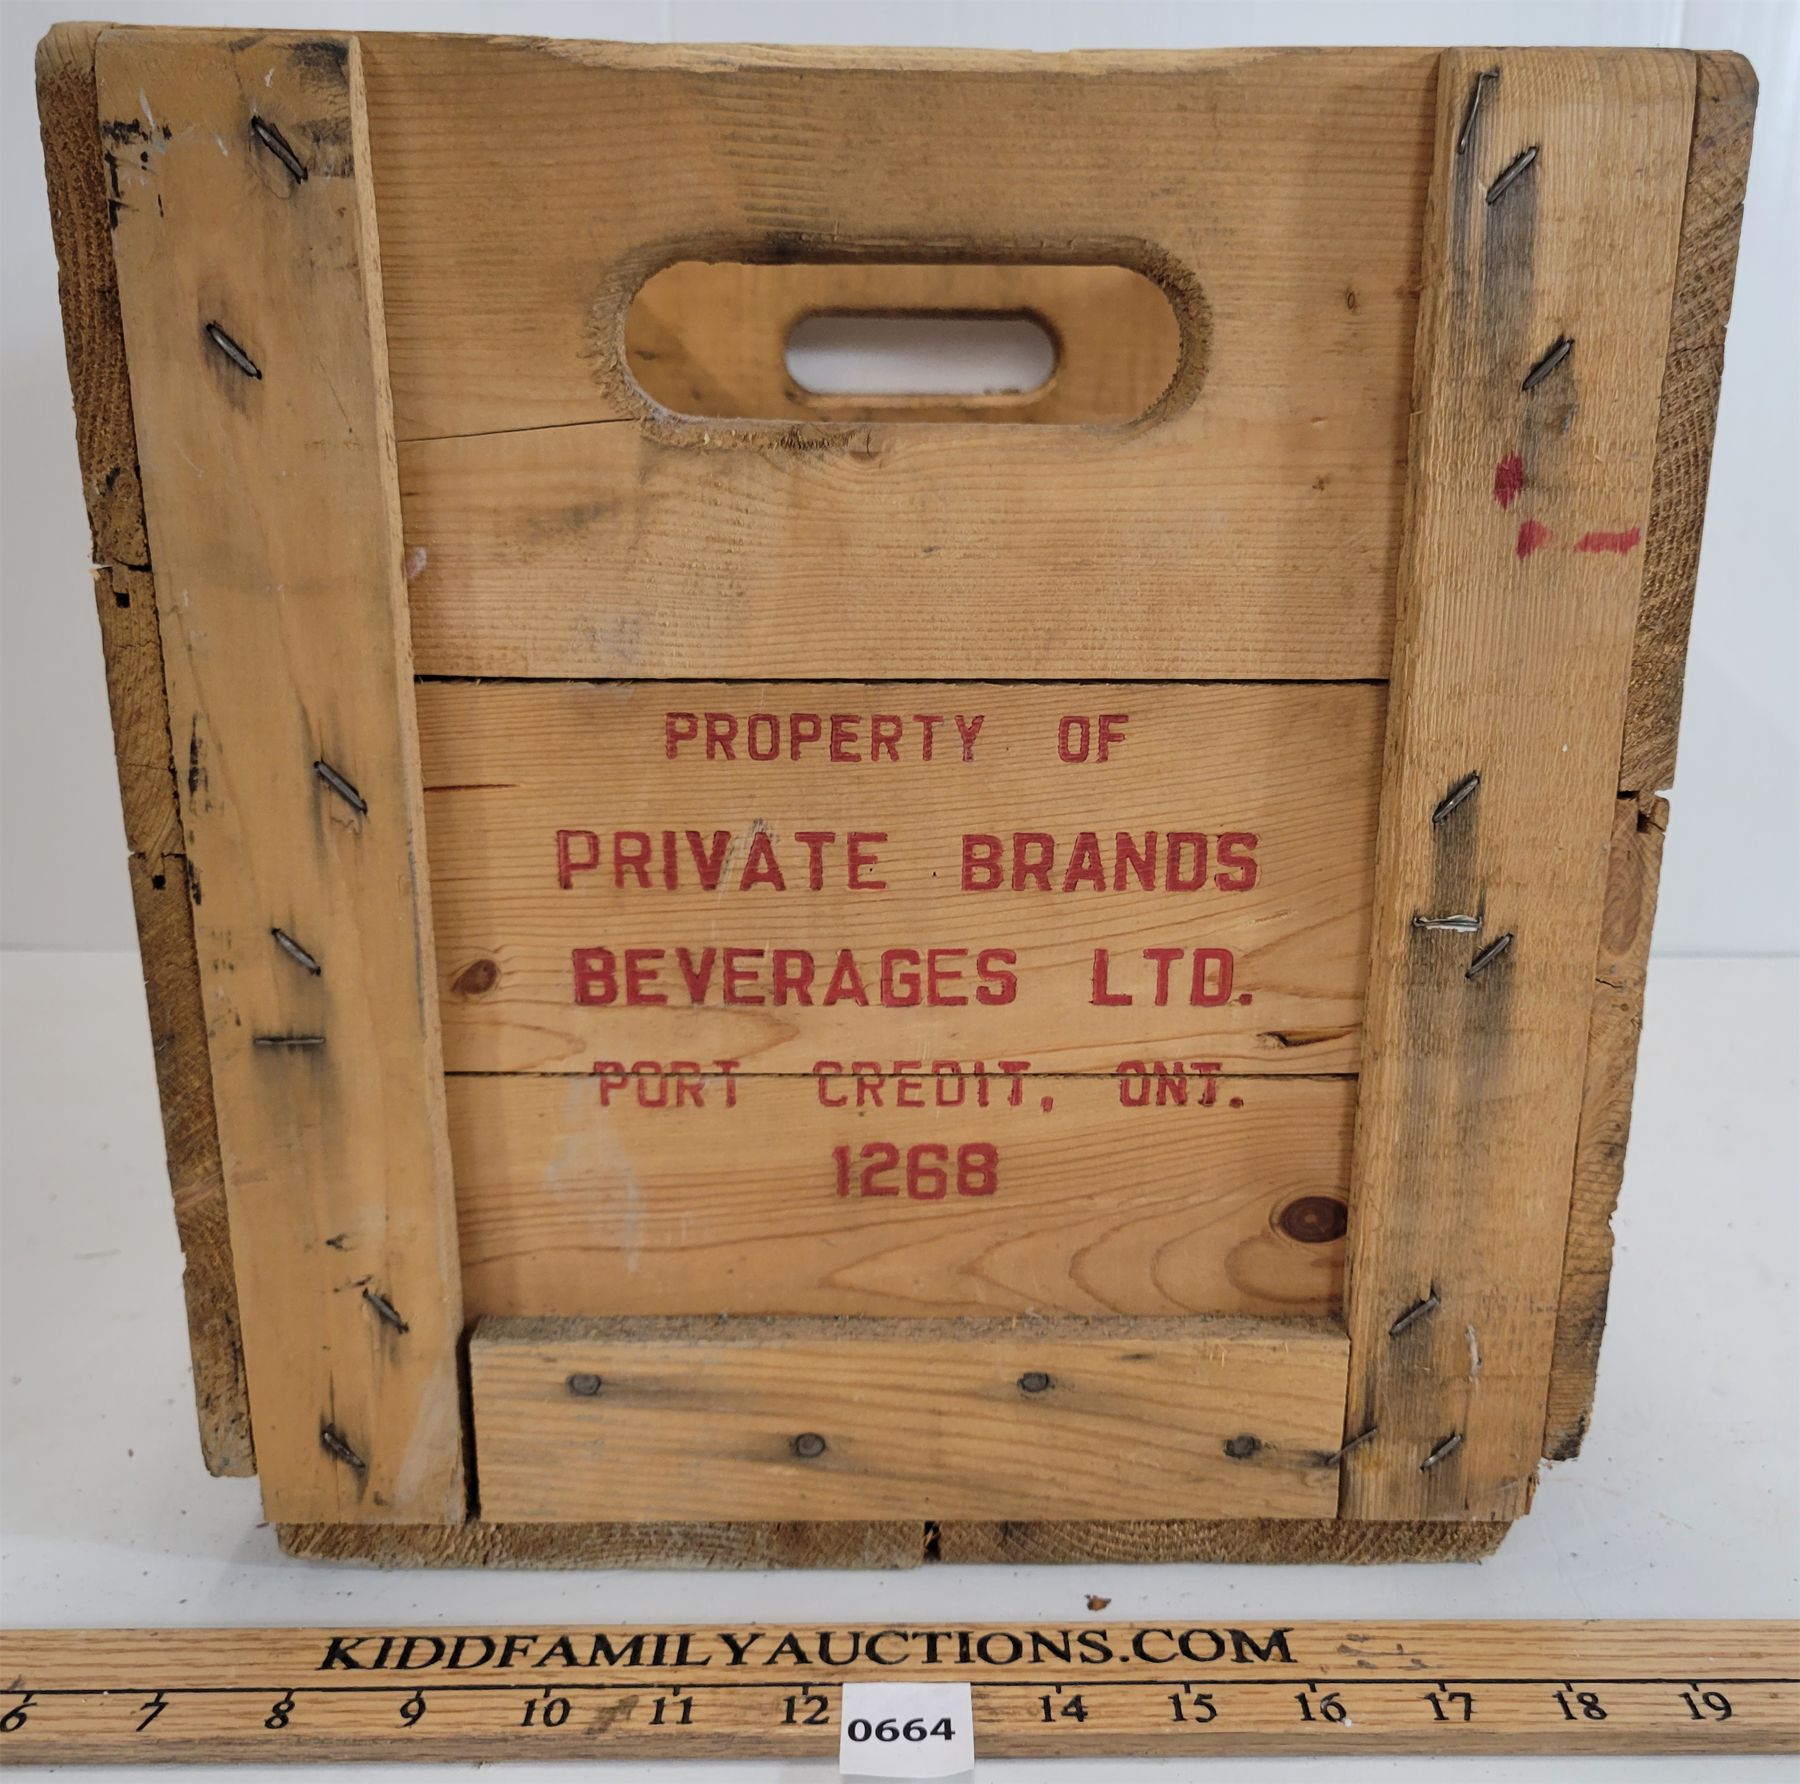 PROPERTY OF
PRIVATE BRANDS
BEVERAGES LTD.
PORT CREDIT, ONT.
1268
KIDDFAMILYAUCTIONS.COM
6 7 8 9 10 11 12 14 15 16 17 18 19
0664